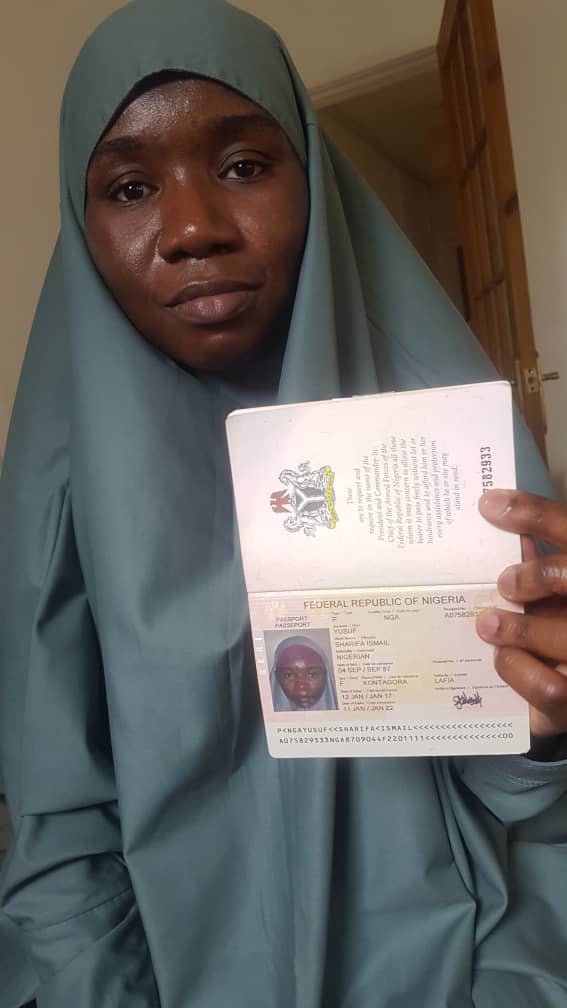 These
are to request and
require in the name of the
President and Commander-in-
Chief of the Armed Forces of the
Federal Republic of Nigeria all those
whom it may concern to allow the
bearer to pass freely without let or
hindrance and to afford him or her
every assistance and protection
of which he or she may
stand in need.
7582933
FEDERAL REPUBLIC OF NIGERIA
PASSPORT
PASSEPORT
P
NGA
YUSUF
SHARIFA ISMAIL
NIGERIAN
04 SEP / SEP 87
F KONTAGORA
LAFIA
12 JAN / JAN 17
11 JAN / JAN 22
P<NGAYUSUF<<SHARIFA<ISMAIL<<<<<<<<<<<<<<<<<<
A075829333NGA8709044F2201111<<<<<<<<<<<<<<00